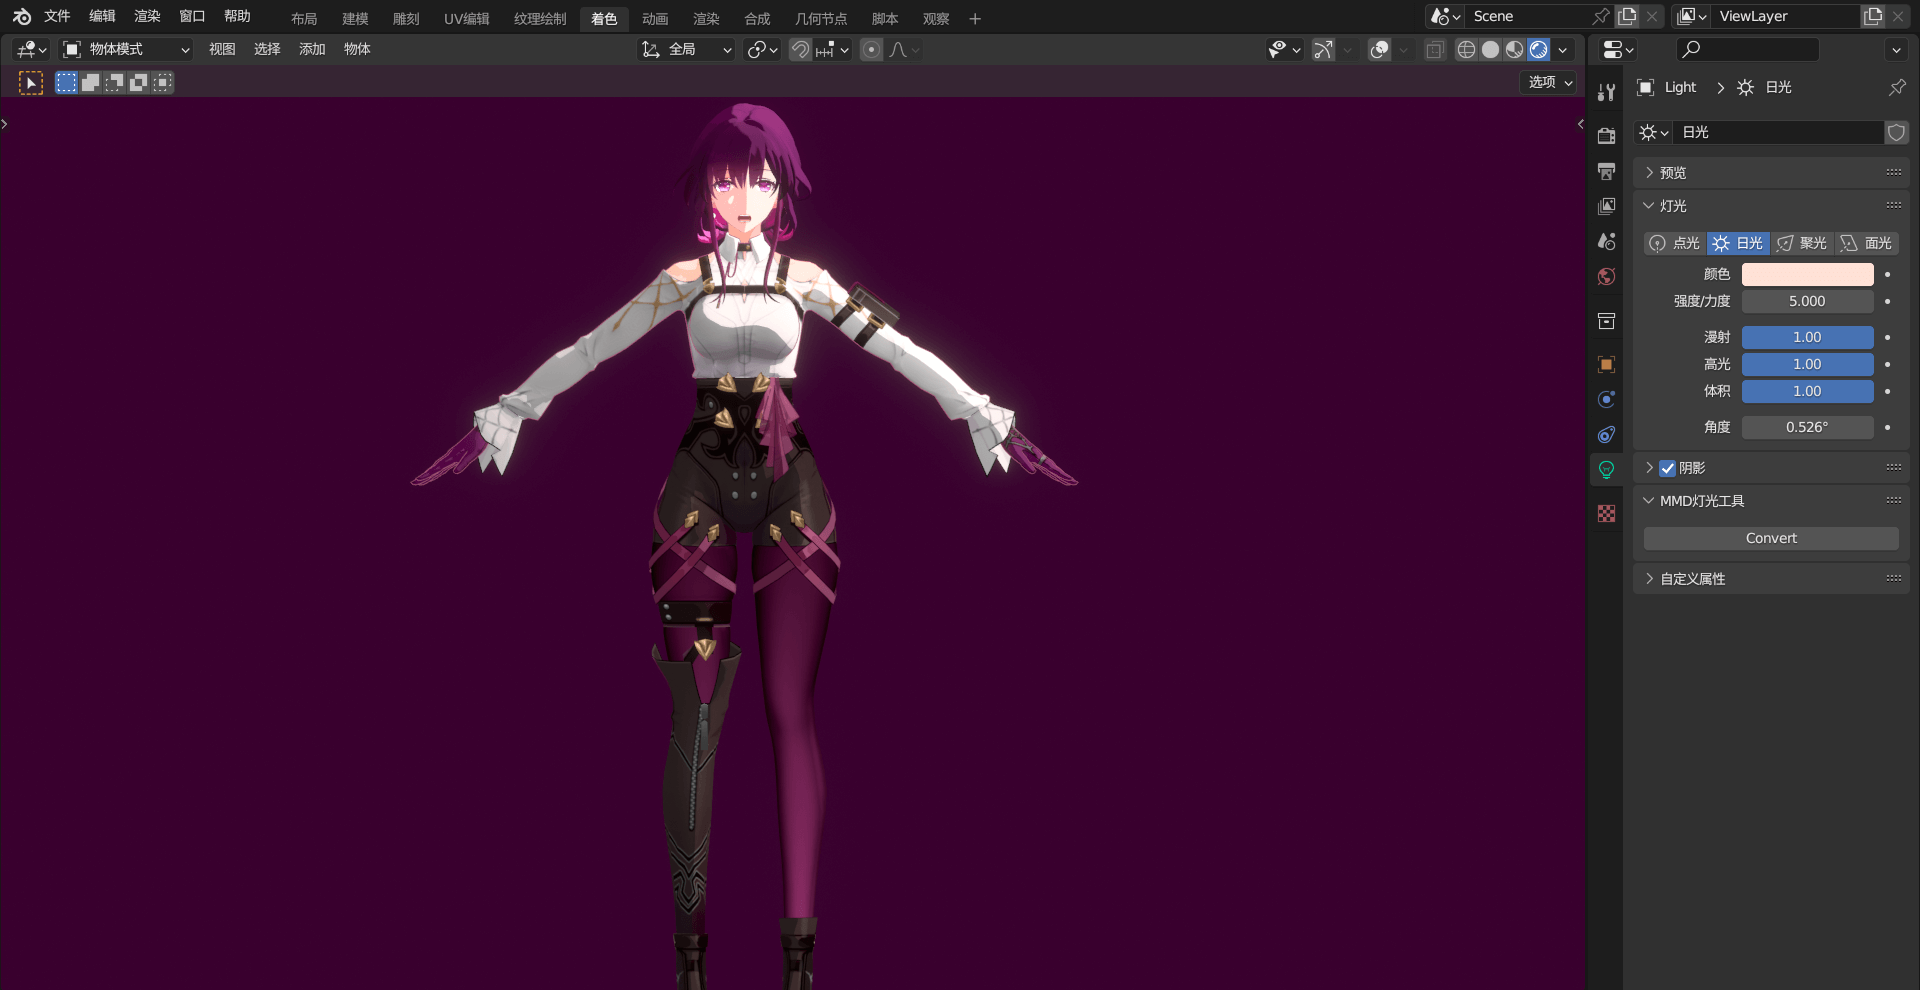 文件 编辑 渲染 窗口 帮助 布局 建模 雕刻 UV编辑 纹理绘制 着色 动画 渲染 合成 几何节点 脚本 观察 + Scene ViewLayer
物体模式 视图 选择 添加 物体 全局
选项
Light 日光
日光
预览
灯光
点光 日光 聚光 面光
颜色
强度/力度 5.000
漫射 1.00
高光 1.00
体积 1.00
角度 0.526°
阴影
MMD灯光工具
Convert
自定义属性